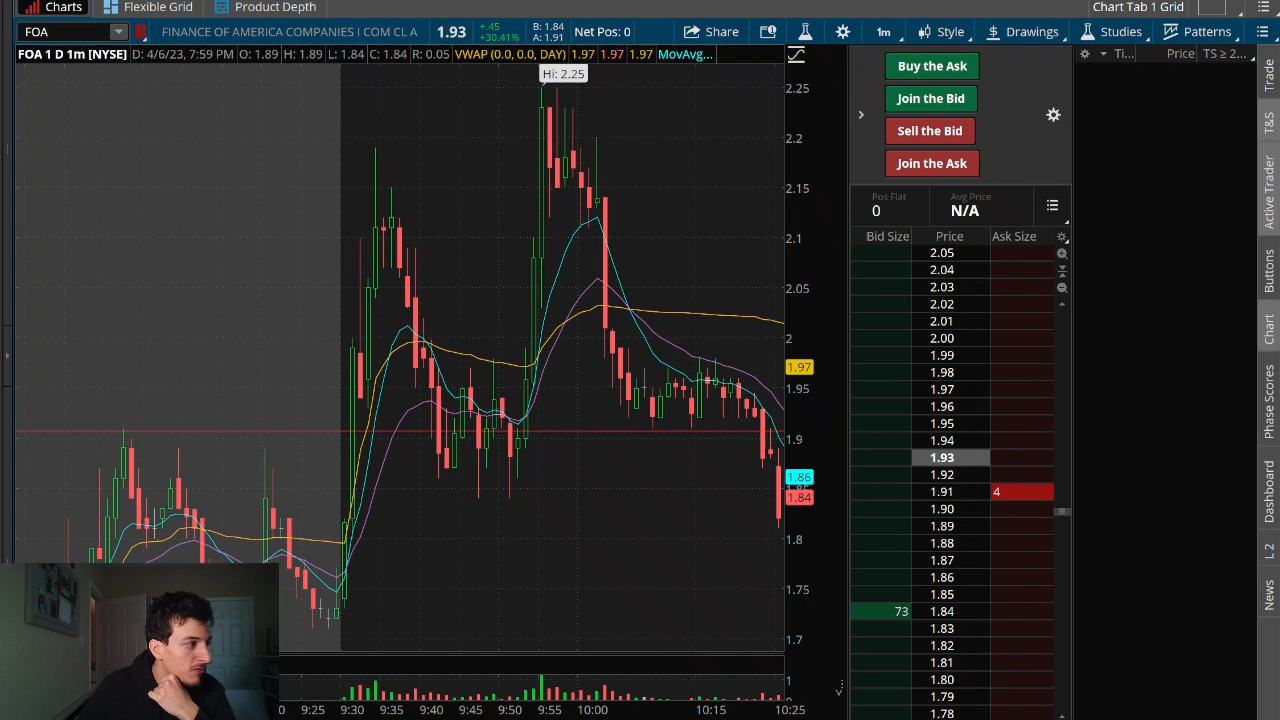 Charts Flexible Grid Product Depth Chart Tab 1 Grid
FOA FINANCE OF AMERICA COMPANIES I COM CL A 1.93 +.45 +30.41% B: 1.84 A: 1.91 Net Pos: 0 Share 1m Style Drawings Studies Patterns
FOA 1 D 1m [NYSE] D: 4/6/23, 7:59 PM O: 1.89 H: 1.89 L: 1.84 C: 1.84 R: 0.05 VWAP (0.0, 0.0, DAY) 1.97 1.97 1.97 MovAvg...
Hi: 2.25
2.25
2.2
2.15
2.1
2.05
2
1.97
1.95
1.9
1.86
1.84
1.8
1.75
1.7
1
0
9:25 9:30 9:35 9:40 9:45 9:50 9:55 10:00 10:15 10:25
Buy the Ask
Join the Bid
Sell the Bid
Join the Ask
Pos Flat Avg Price
0 N/A
Bid Size Price Ask Size
2.05
2.04
2.03
2.02
2.01
2.00
1.99
1.98
1.97
1.96
1.95
1.94
1.93
1.92
1.91 4
1.90
1.89
1.88
1.87
1.86
1.85
73 1.84
1.83
1.82
1.81
1.80
1.79
1.78
Ti... Price TS ≥ 2...
Trade
T&S
Active Trader
Buttons
Chart
Phase Scores
Dashboard
L 2
News